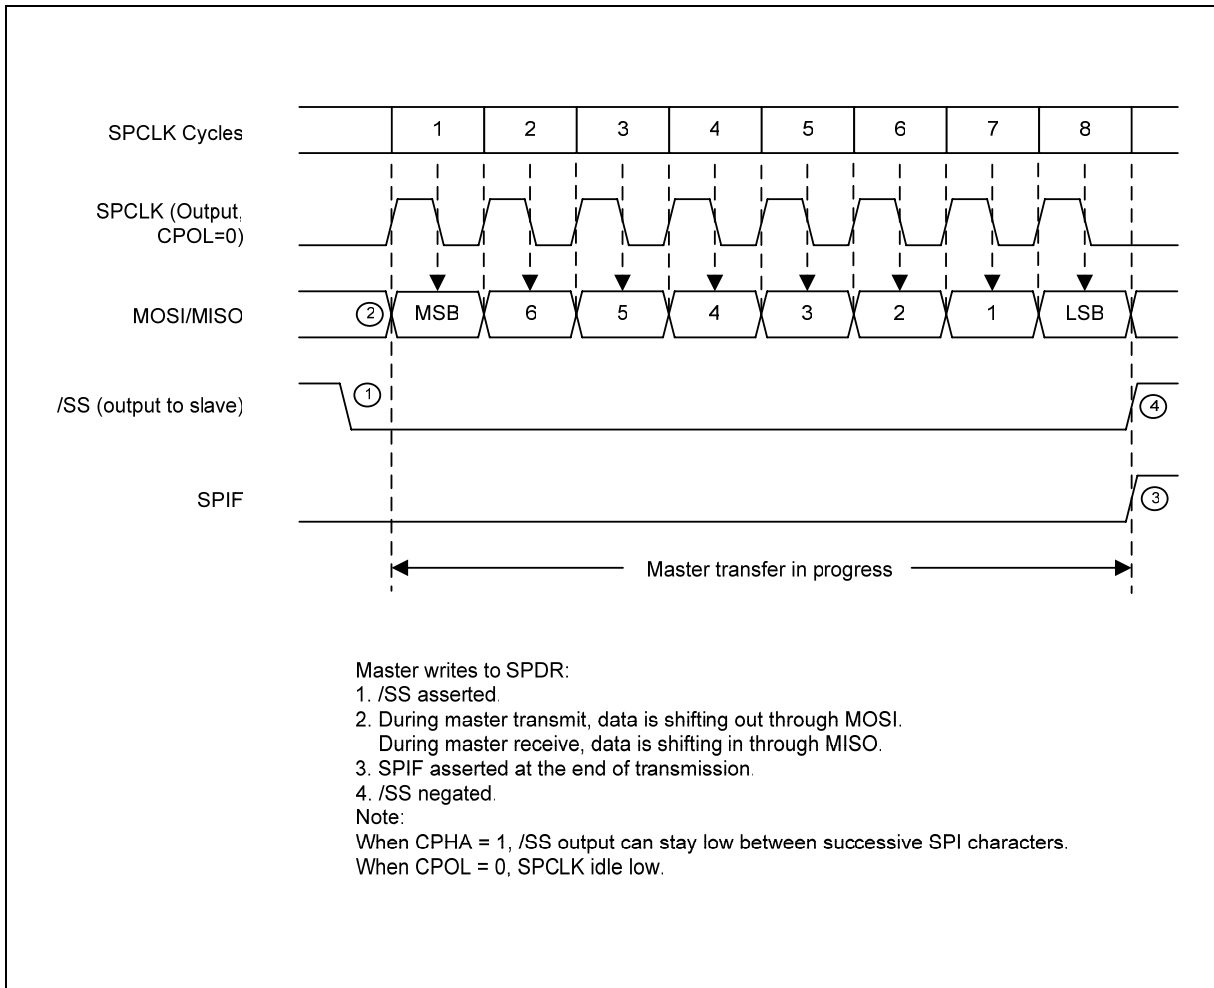 SPCLK Cycles
1 2 3 4 5 6 7 8
SPCLK (Output,
CPOL=0)
MOSI/MISO
2 MSB 6 5 4 3 2 1 LSB
/SS (output to slave)
1
4
SPIF
3
Master transfer in progress
Master writes to SPDR:
1. /SS asserted.
2. During master transmit, data is shifting out through MOSI.
During master receive, data is shifting in through MISO.
3. SPIF asserted at the end of transmission.
4. /SS negated.
Note:
When CPHA = 1, /SS output can stay low between successive SPI characters.
When CPOL = 0, SPCLK idle low.